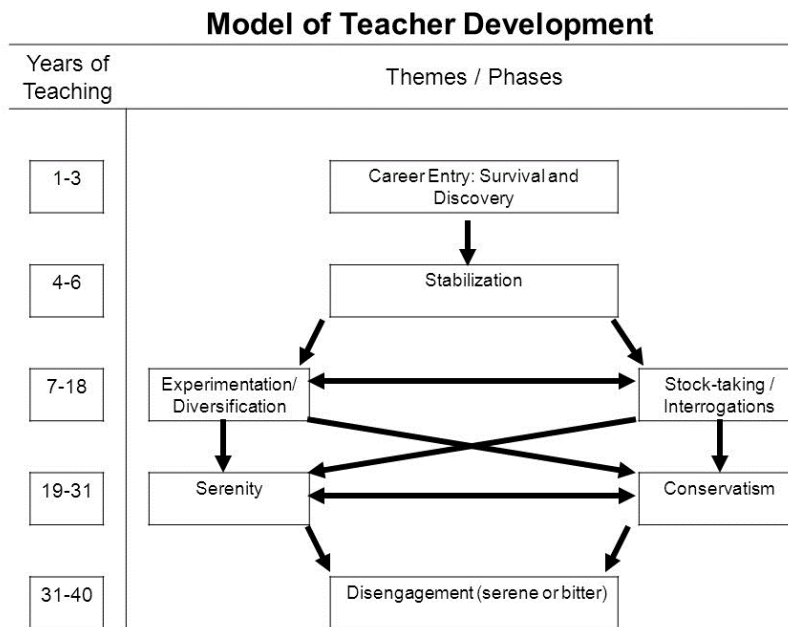 Model of Teacher Development
Years of
Teaching
Themes / Phases
1-3
Career Entry: Survival and
Discovery
4-6
Stabilization
7-18
Experimentation/
Diversification
Stock-taking /
Interrogations
19-31
Serenity
Conservatism
31-40
Disengagement (serene or bitter)